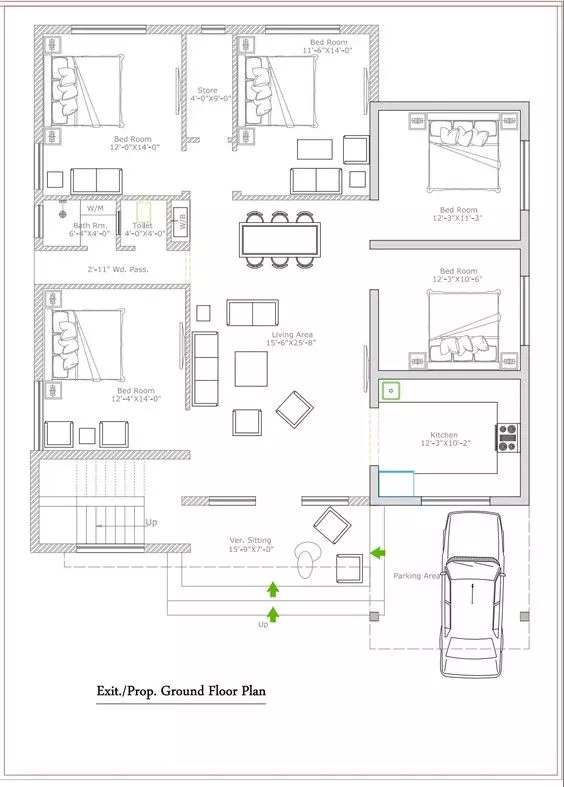 Bed Room
11'-6"X14'-0"
Store
4'-0"X9'-0"
Bed Room
12'-0"X14'-0"
W/M
Bath Rm.
6'-4"X4'-0"
Toilet
4'-0"X4'-0"
W/B
Bed Room
12'-3"X11'-3"
2'-11" Wd. Pass.
Bed Room
12'-3"X10'-6"
Living Area
15'-6"X25'-8"
Bed Room
12'-4"X14'-0"
Kitchen
12'-3"X10'-2"
Up
Ver. Sitting
15'-9"X7'-0"
Parking Area
Up
Exit./Prop. Ground Floor Plan